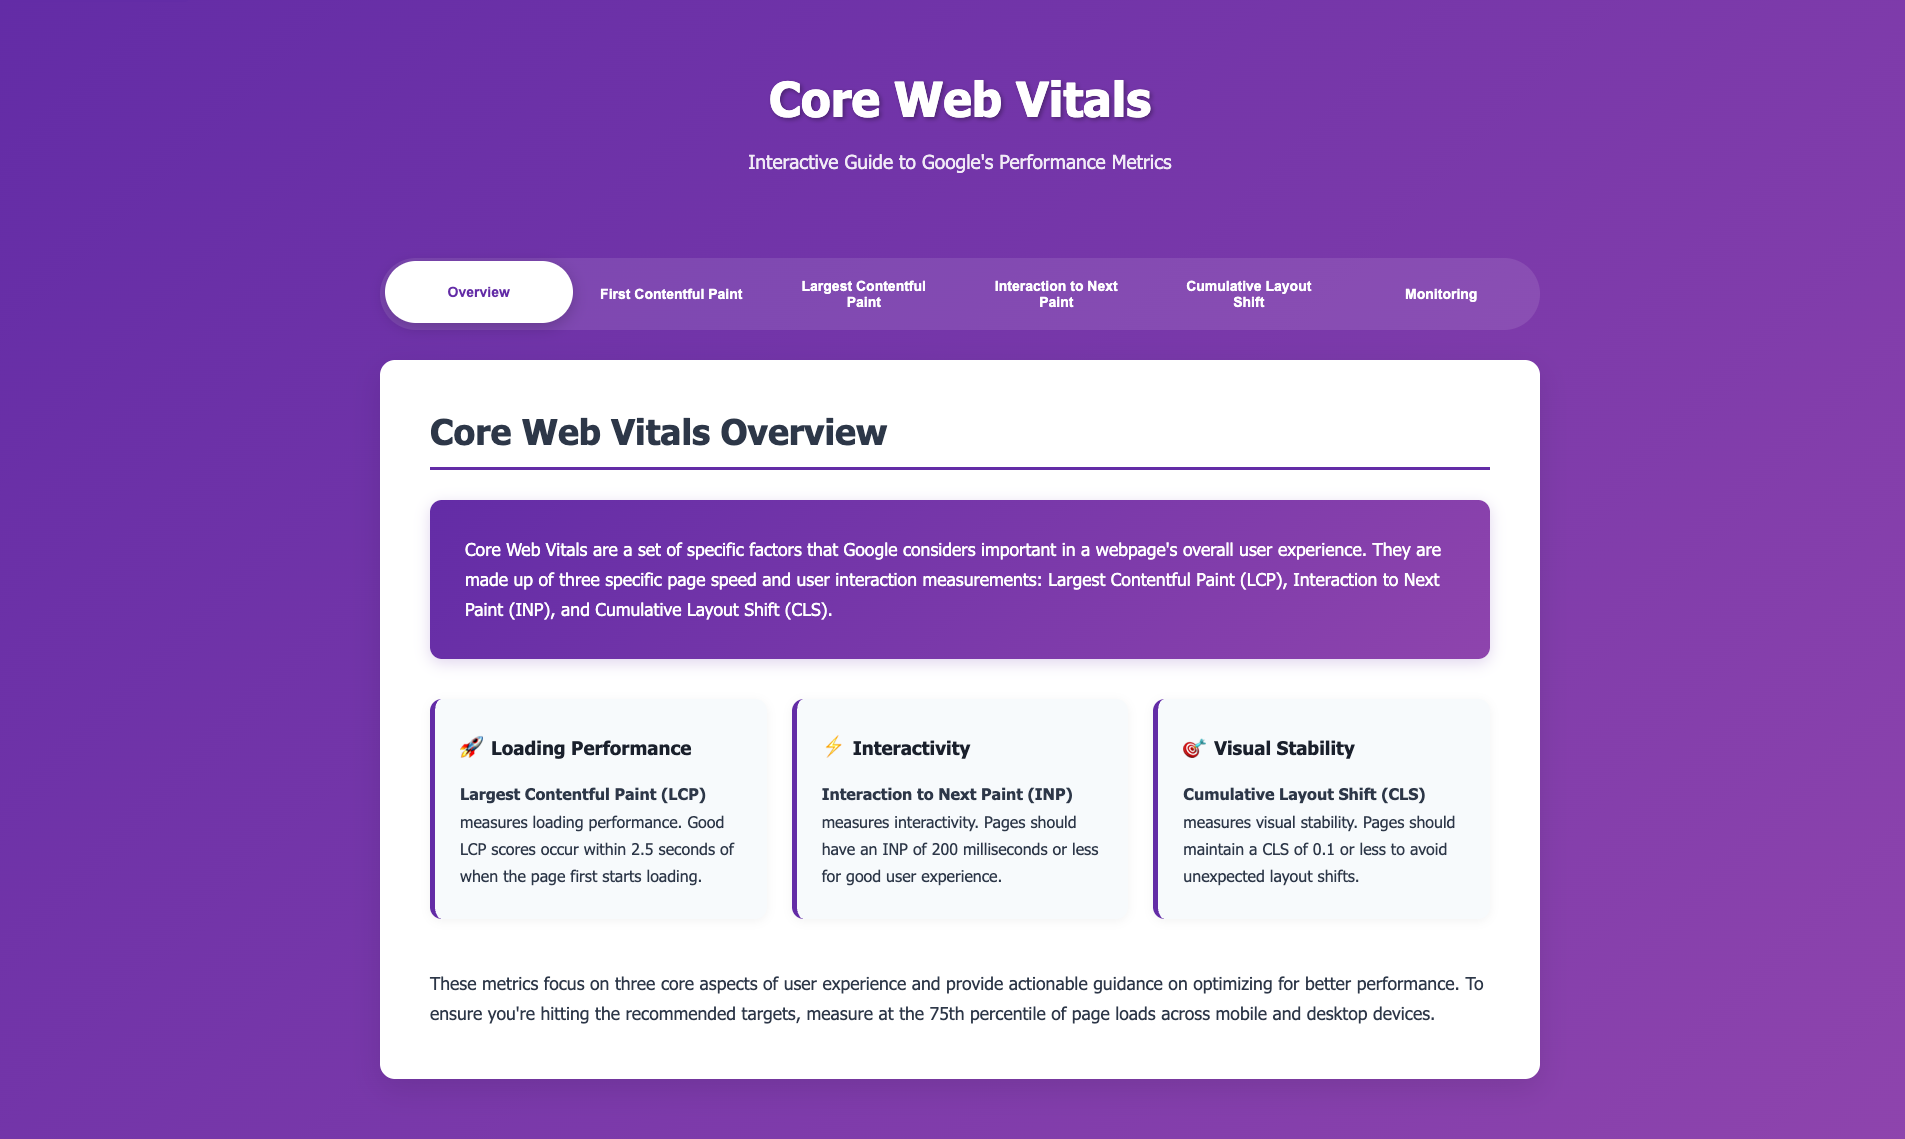 Core Web Vitals
Interactive Guide to Google's Performance Metrics
Overview
First Contentful Paint
Largest Contentful
Paint
Interaction to Next
Paint
Cumulative Layout
Shift
Monitoring
Core Web Vitals Overview
Core Web Vitals are a set of specific factors that Google considers important in a webpage's overall user experience. They are
made up of three specific page speed and user interaction measurements: Largest Contentful Paint (LCP), Interaction to Next
Paint (INP), and Cumulative Layout Shift (CLS).
🚀 Loading Performance
Largest Contentful Paint (LCP)
measures loading performance. Good
LCP scores occur within 2.5 seconds of
when the page first starts loading.
⚡ Interactivity
Interaction to Next Paint (INP)
measures interactivity. Pages should
have an INP of 200 milliseconds or less
for good user experience.
🎯 Visual Stability
Cumulative Layout Shift (CLS)
measures visual stability. Pages should
maintain a CLS of 0.1 or less to avoid
unexpected layout shifts.
These metrics focus on three core aspects of user experience and provide actionable guidance on optimizing for better performance. To
ensure you're hitting the recommended targets, measure at the 75th percentile of page loads across mobile and desktop devices.